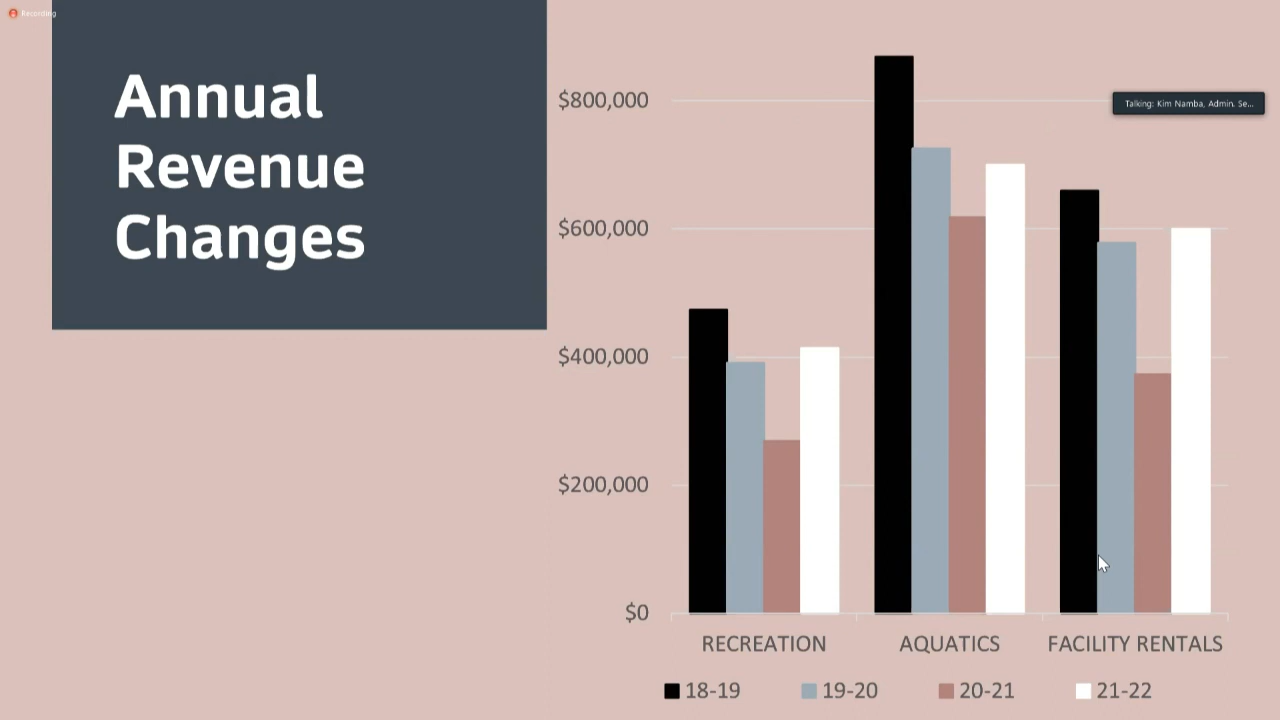 Recording
Annual
Revenue
Changes
Talking: Kim Namba, Admin. Se...
$800,000
$600,000
$400,000
$200,000
$0
RECREATION AQUATICS FACILITY RENTALS
18-19 19-20 20-21 21-22